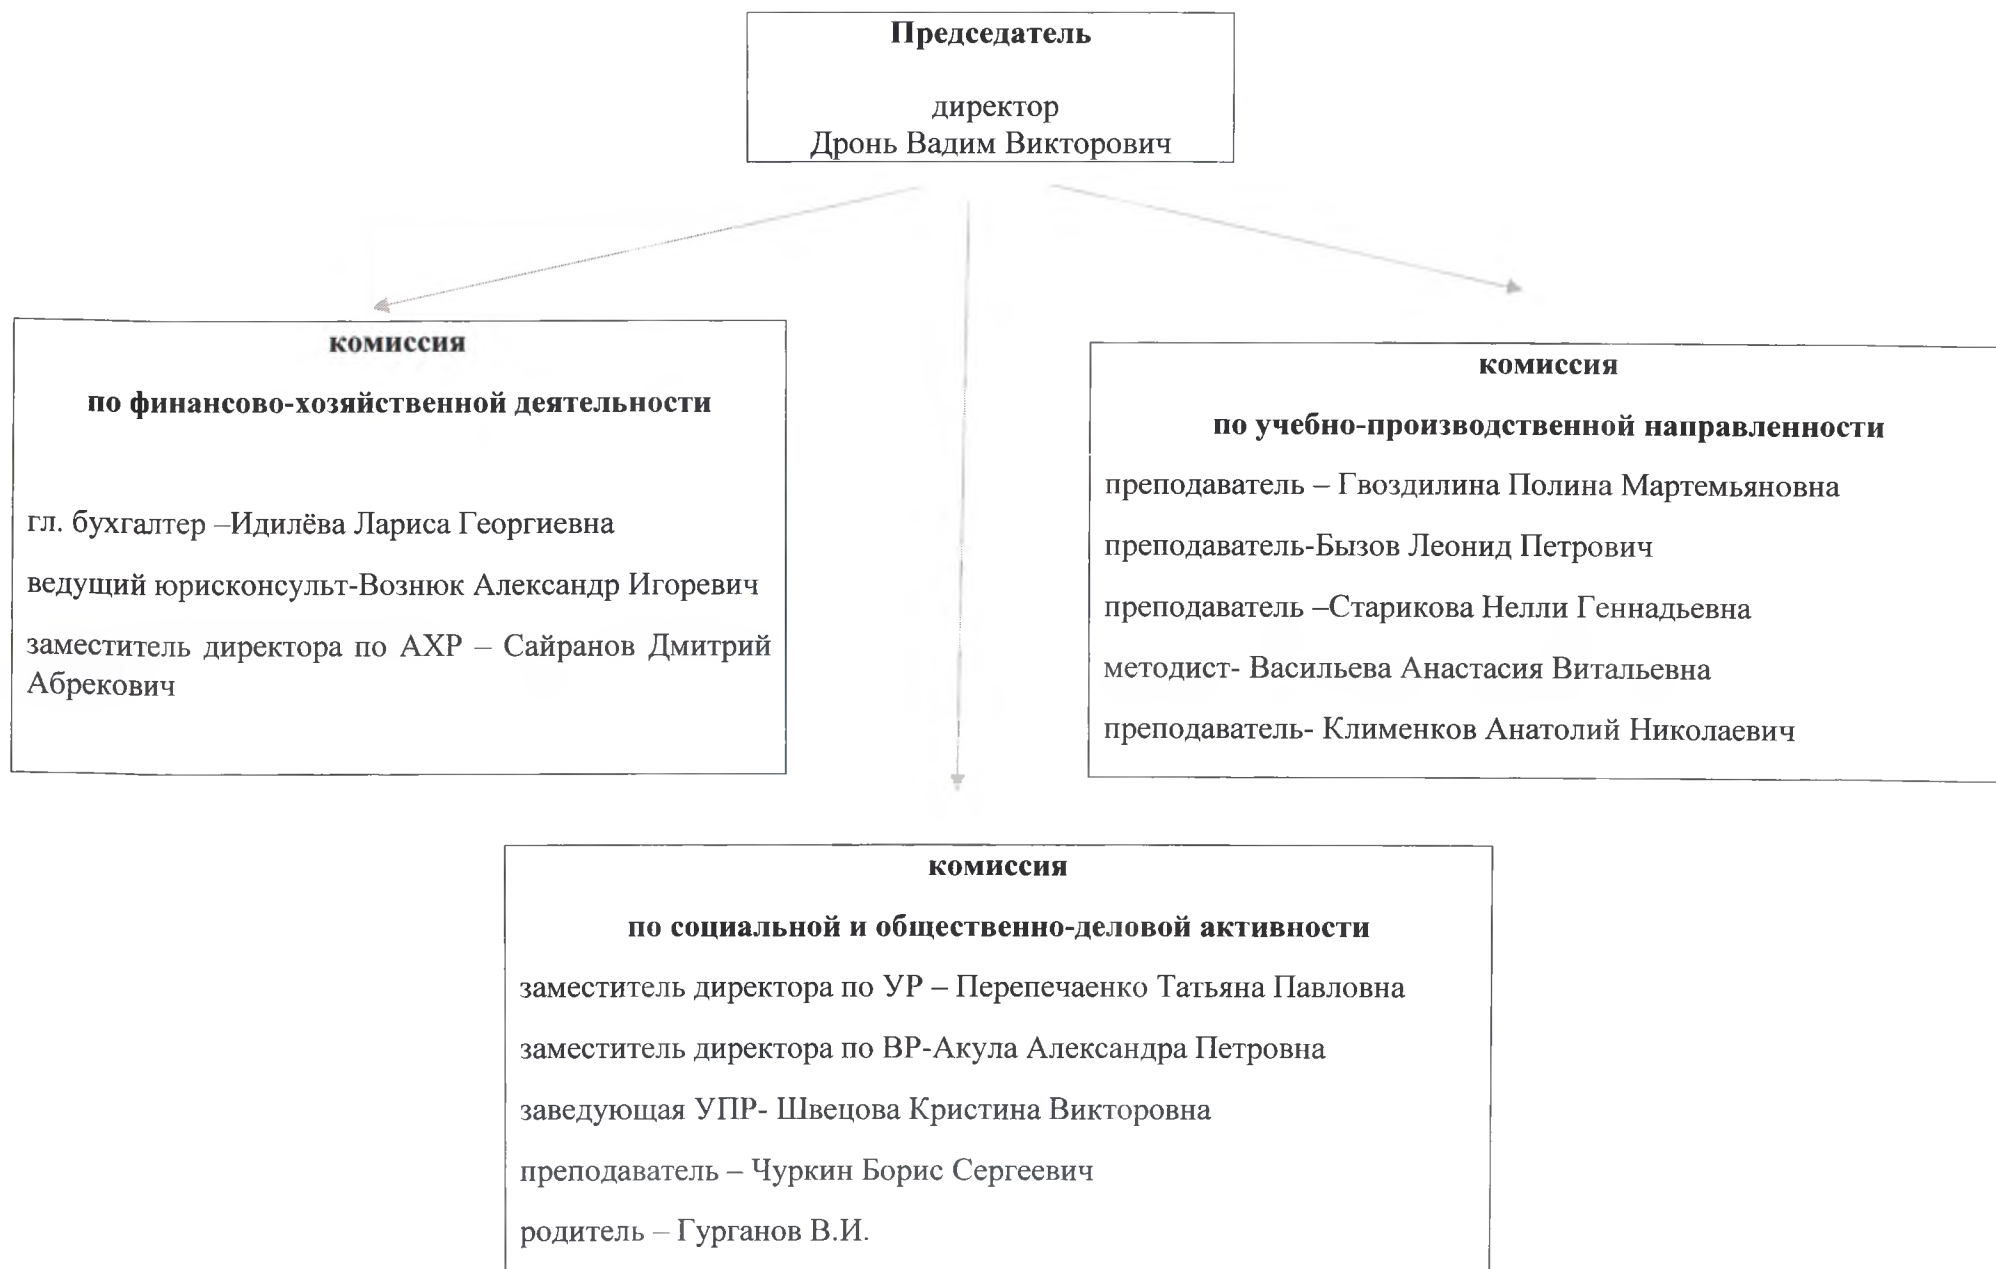 Председатель
директор
Дронь Вадим Викторович
комиссия
по финансово-хозяйственной деятельности
гл. бухгалтер –Идилёва Лариса Георгиевна
ведущий юрисконсульт-Вознюк Александр Игоревич
заместитель директора по АХР – Сайранов Дмитрий
Абрекович
комиссия
по учебно-производственной направленности
преподаватель – Гвоздилина Полина Мартемьяновна
преподаватель-Бызов Леонид Петрович
преподаватель –Старикова Нелли Геннадьевна
методист- Васильева Анастасия Витальевна
преподаватель- Клименков Анатолий Николаевич
комиссия
по социальной и общественно-деловой активности
заместитель директора по УР – Перепечаенко Татьяна Павловна
заместитель директора по ВР-Акула Александра Петровна
заведующая УПР- Швецова Кристина Викторовна
преподаватель – Чуркин Борис Сергеевич
родитель – Гурганов В.И.